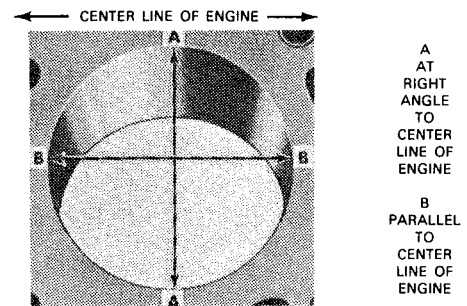 CENTER LINE OF ENGINE
A
B
B
A
A
AT
RIGHT
ANGLE
TO
CENTER
LINE OF
ENGINE
B
PARALLEL
TO
CENTER
LINE OF
ENGINE